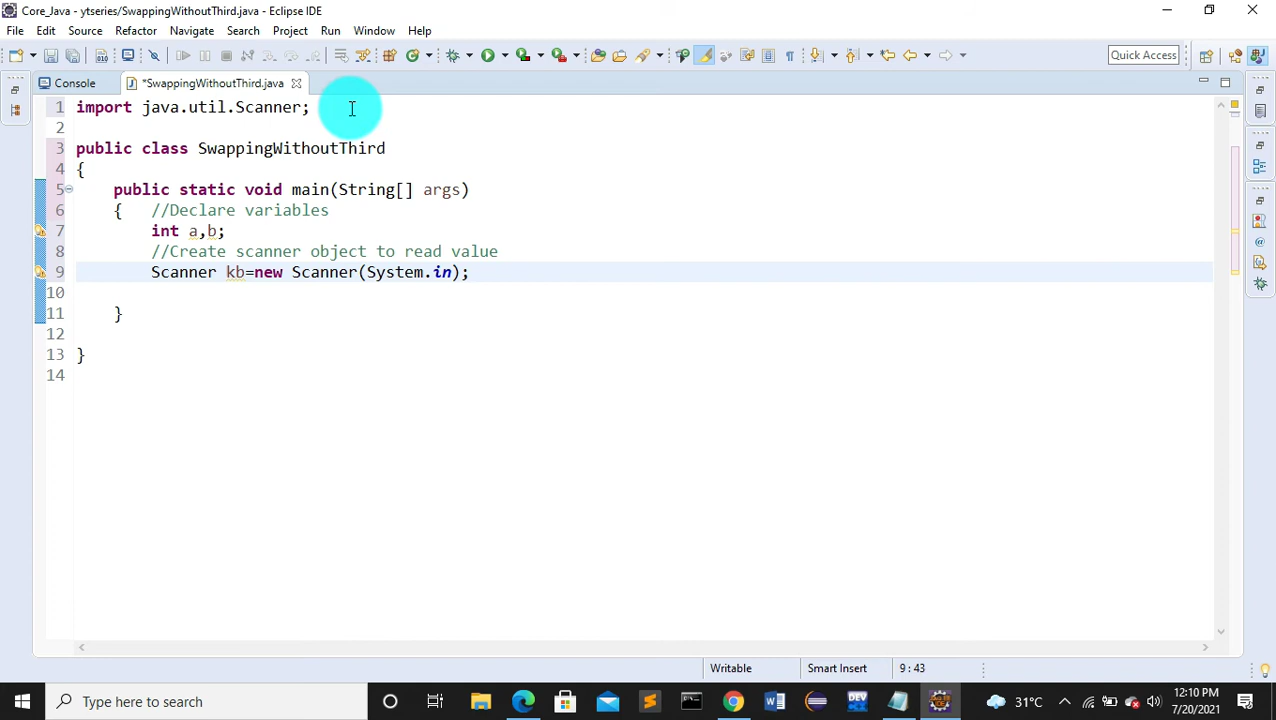 Core_Java - ytseries/SwappingWithoutThird.java - Eclipse IDE
File Edit Source Refactor Navigate Search Project Run Window Help
Quick Access
Console *SwappingWithoutThird.java
1 import java.util.Scanner;
2
3 public class SwappingWithoutThird
4 {
5 public static void main(String[] args)
6 { //Declare variables
7 int a,b;
8 //Create scanner object to read value
9 Scanner kb=new Scanner(System.in);
10
11 }
12
13 }
14
Writable Smart Insert 9 : 43
Type here to search
31°C
12:10 PM
7/20/2021